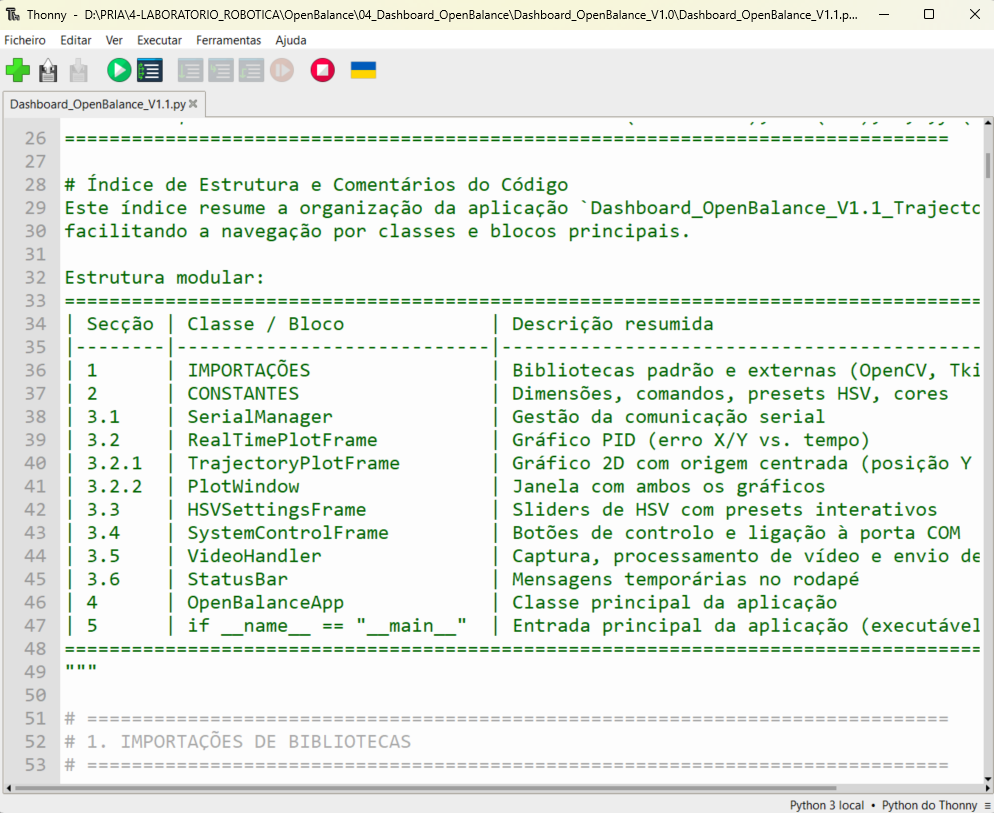 Thonny - D:\PRIA\4-LABORATORIO_ROBOTICA\OpenBalance\04_Dashboard_OpenBalance\Dashboard_OpenBalance_V1.0\Dashboard_OpenBalance_V1.1.p...
Ficheiro Editar Ver Executar Ferramentas Ajuda
Dashboard_OpenBalance_V1.1.py
26 ===============================================================================
27
28 # Índice de Estrutura e Comentários do Código
29 Este índice resume a organização da aplicação `Dashboard_OpenBalance_V1.1_Trajecto
30 facilitando a navegação por classes e blocos principais.
31
32 Estrutura modular:
33 ==================================================================================
34 | Secção | Classe / Bloco | Descrição resumida
35 |--------|----------------------------|-------------------------------------------
36 | 1 | IMPORTAÇÕES | Bibliotecas padrão e externas (OpenCV, Tki
37 | 2 | CONSTANTES | Dimensões, comandos, presets HSV, cores
38 | 3.1 | SerialManager | Gestão da comunicação serial
39 | 3.2 | RealTimePlotFrame | Gráfico PID (erro X/Y vs. tempo)
40 | 3.2.1 | TrajectoryPlotFrame | Gráfico 2D com origem centrada (posição Y
41 | 3.2.2 | PlotWindow | Janela com ambos os gráficos
42 | 3.3 | HSVSettingsFrame | Sliders de HSV com presets interativos
43 | 3.4 | SystemControlFrame | Botões de controlo e ligação à porta COM
44 | 3.5 | VideoHandler | Captura, processamento de vídeo e envio de
45 | 3.6 | StatusBar | Mensagens temporárias no rodapé
46 | 4 | OpenBalanceApp | Classe principal da aplicação
47 | 5 | if __name__ == "__main__" | Entrada principal da aplicação (executável
48 ==================================================================================
49 """
50
51 # =============================================================================
52 # 1. IMPORTAÇÕES DE BIBLIOTECAS
53 # =============================================================================
Python 3 local • Python do Thonny ≡